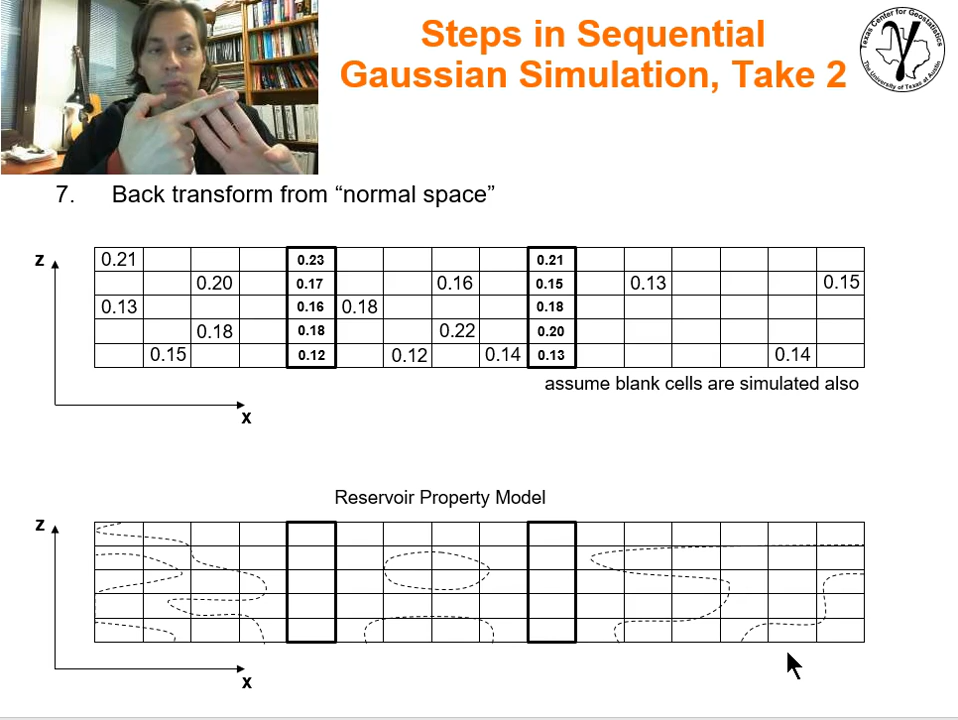 Steps in Sequential
Gaussian Simulation, Take 2
Texas Center for Geostatistics
The University of Texas at Austin
7. Back transform from “normal space”
z
0.21 0.23 0.21
0.20 0.17 0.16 0.15 0.13 0.15
0.13 0.16 0.18 0.18
0.18 0.18 0.22 0.20
0.15 0.12 0.12 0.14 0.13 0.14
assume blank cells are simulated also
x
Reservoir Property Model
z
x